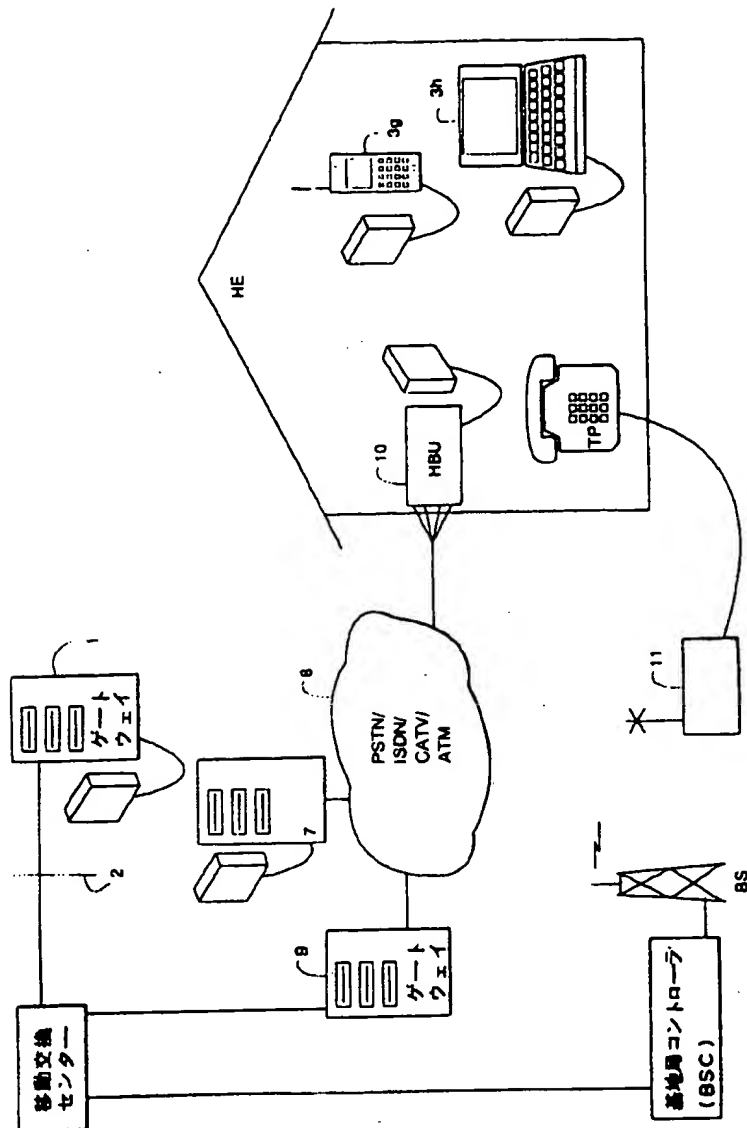 移動交換
センター
2
ゲート
ウェイ
1
7
9
ゲート
ウェイ
8
PSTN/
ISDN/
CATV/
ATM
基地局コントローラ
(BSC)
BS
11
HE
10
HBU
TP
3g
3h